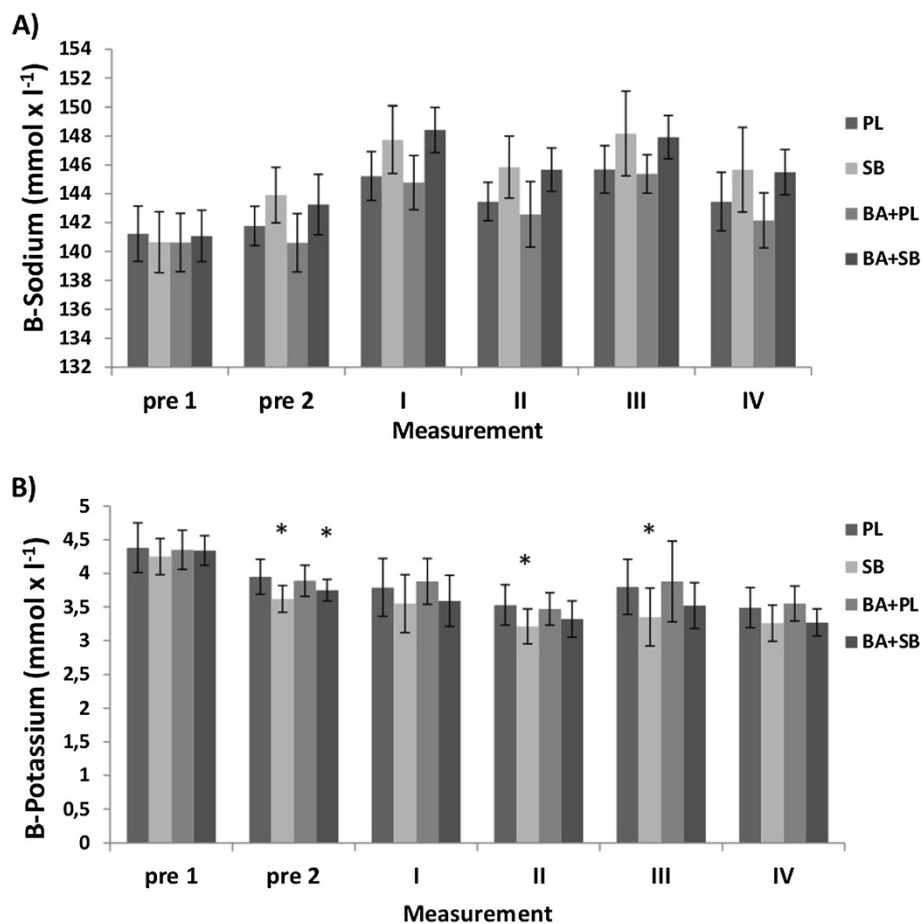 A)
B-Sodium (mmol x l⁻¹)
154
152
150
148
146
144
142
140
138
136
134
132
pre 1 pre 2 I II III IV
Measurement
PL
SB
BA+PL
BA+SB
B)
B-Potassium (mmol x l⁻¹)
5
4,5
4
3,5
3
2,5
2
1,5
1
0,5
0
* * * *
pre 1 pre 2 I II III IV
Measurement
PL
SB
BA+PL
BA+SB